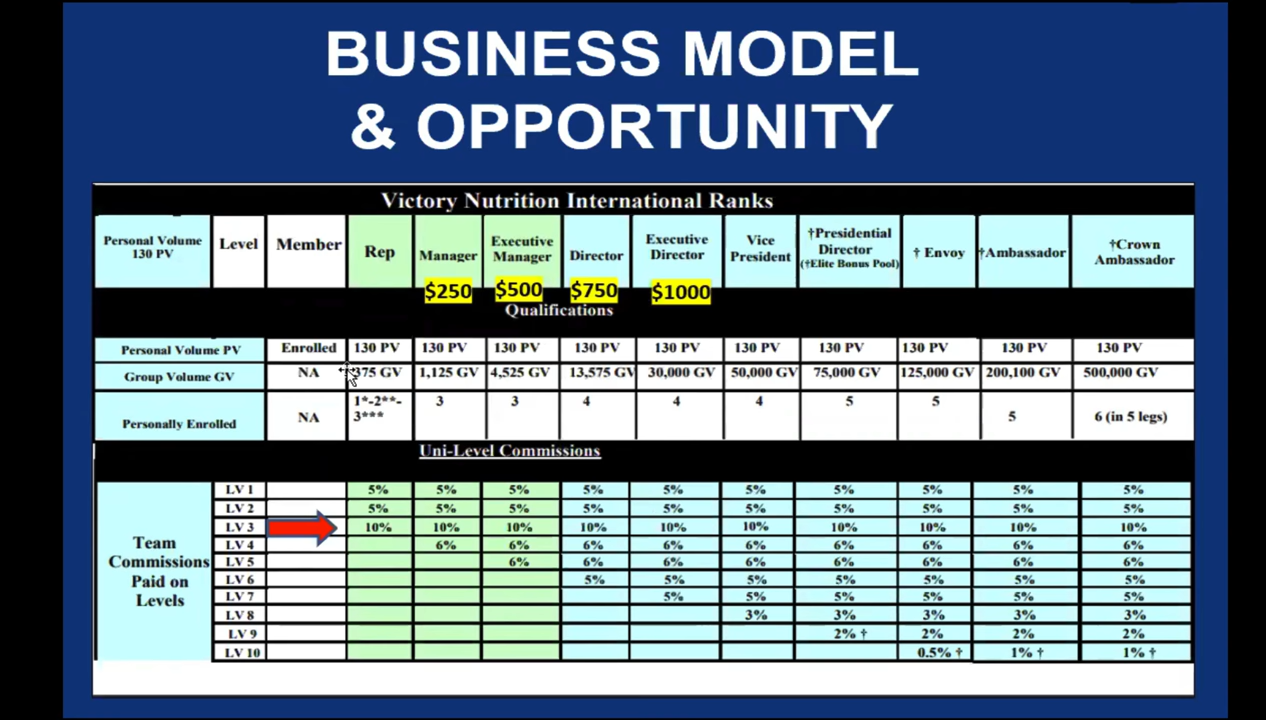 BUSINESS MODEL
& OPPORTUNITY
Victory Nutrition International Ranks
Personal Volume 130 PV Level Member Rep Manager Executive Manager Director Executive Director Vice President †Presidential Director (†Elite Bonus Pool) † Envoy †Ambassador †Crown Ambassador
$250 $500 $750 $1000
Qualifications
Personal Volume PV Enrolled 130 PV 130 PV 130 PV 130 PV 130 PV 130 PV 130 PV 130 PV 130 PV 130 PV
Group Volume GV NA 375 GV 1,125 GV 4,525 GV 13,575 GV 30,000 GV 50,000 GV 75,000 GV 125,000 GV 200,100 GV 500,000 GV
Personally Enrolled NA 1*-2**-3*** 3 3 4 4 4 5 5 5 6 (in 5 legs)
Uni-Level Commissions
Team Commissions Paid on Levels
LV 1 5% 5% 5% 5% 5% 5% 5% 5% 5% 5%
LV 2 5% 5% 5% 5% 5% 5% 5% 5% 5% 5%
LV 3 10% 10% 10% 10% 10% 10% 10% 10% 10% 10%
LV 4 6% 6% 6% 6% 6% 6% 6% 6% 6%
LV 5 6% 6% 6% 6% 6% 6% 6% 6%
LV 6 5% 5% 5% 5% 5% 5% 5%
LV 7 5% 5% 5% 5% 5% 5%
LV 8 3% 3% 3% 3% 3%
LV 9 2% † 2% 2% 2%
LV 10 0.5% † 1% † 1% †